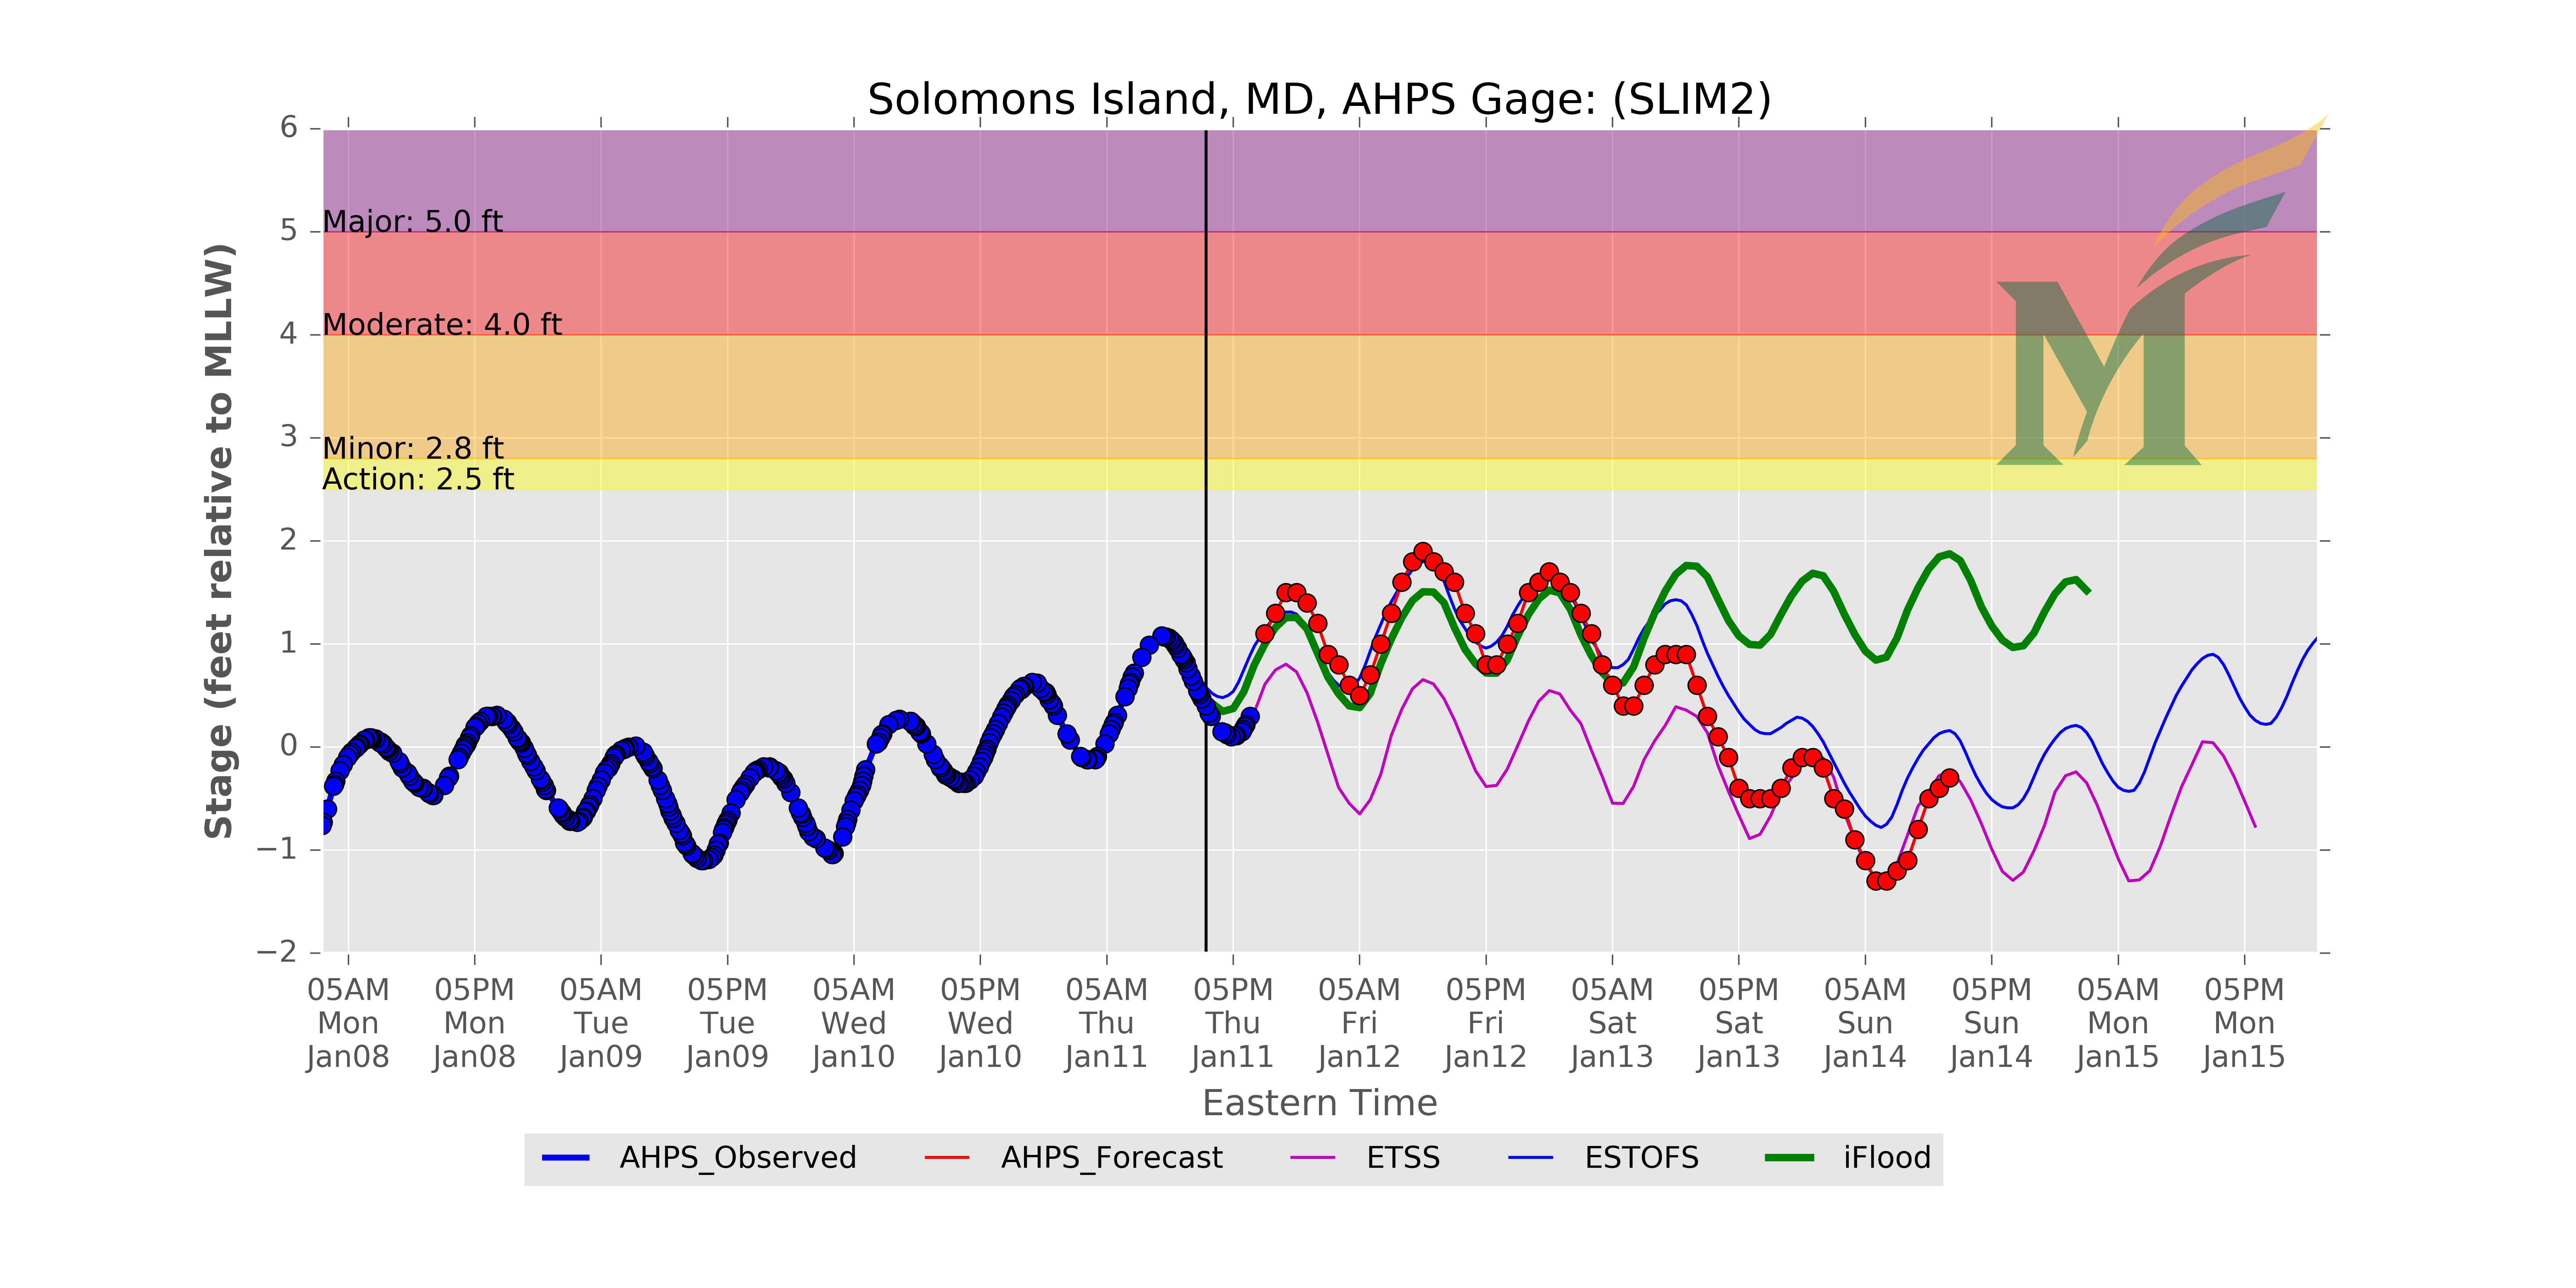 Solomons Island, MD, AHPS Gage: (SLIM2)
Stage (feet relative to MLLW)
6
5
4
3
2
1
0
−1
−2
Major: 5.0 ft
Moderate: 4.0 ft
Minor: 2.8 ft
Action: 2.5 ft
M
05AM 05PM 05AM 05PM 05AM 05PM 05AM 05PM 05AM 05PM 05AM 05PM 05AM 05PM 05AM 05PM
Mon Mon Tue Tue Wed Wed Thu Thu Fri Fri Sat Sat Sun Sun Mon Mon
Jan08 Jan08 Jan09 Jan09 Jan10 Jan10 Jan11 Jan11 Jan12 Jan12 Jan13 Jan13 Jan14 Jan14 Jan15 Jan15
Eastern Time
AHPS_Observed AHPS_Forecast ETSS ESTOFS iFlood